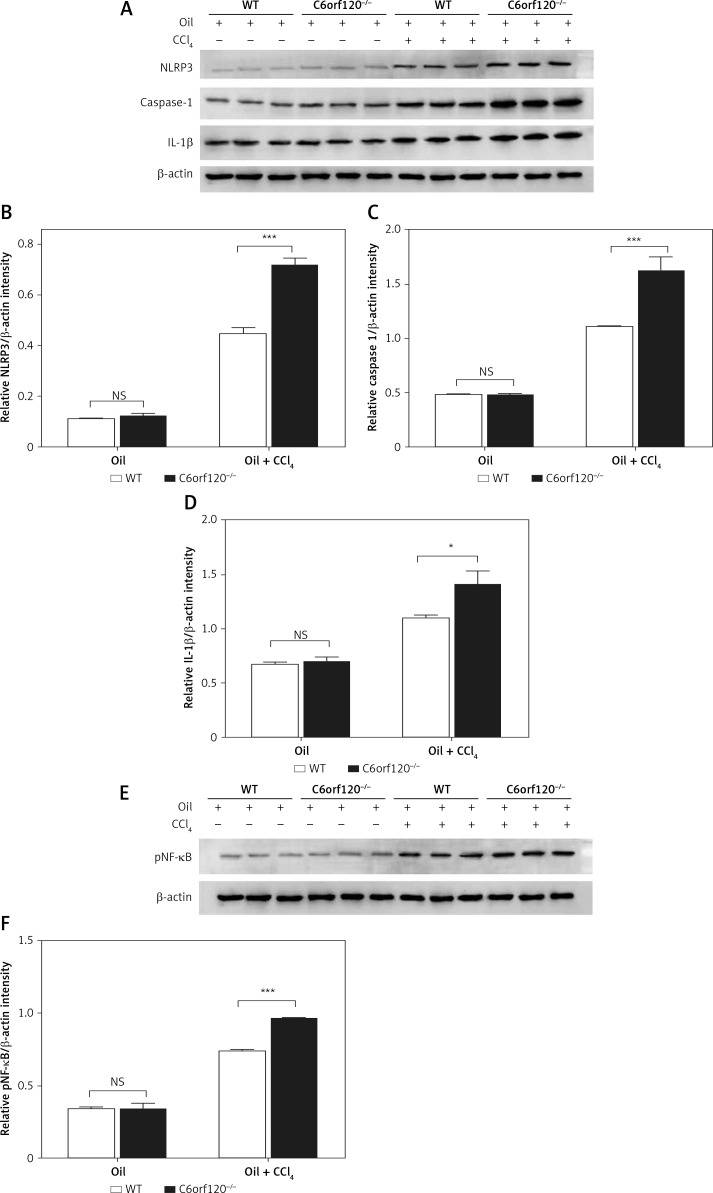 A
WT C6orf120⁻/⁻ WT C6orf120⁻/⁻
Oil + + + + + + + + + + + +
CCl₄ – – – – – – + + + + + +
NLRP3
Caspase-1
IL-1β
β-actin
B
Relative NLRP3/β-actin intensity
0.8
0.6
0.4
0.2
0
NS
***
Oil Oil + CCl₄
WT C6orf120⁻/⁻
C
Relative caspase 1/β-actin intensity
2.0
1.5
1.0
0.5
0
NS
***
Oil Oil + CCl₄
WT C6orf120⁻/⁻
D
Relative IL-1β/β-actin intensity
2.0
1.5
1.0
0.5
0
NS
*
Oil Oil + CCl₄
WT C6orf120⁻/⁻
E
WT C6orf120⁻/⁻ WT C6orf120⁻/⁻
Oil + + + + + + + + + + + +
CCl₄ – – – – – – + + + + + +
pNF-κB
β-actin
F
Relative pNF-κB/β-actin intensity
1.5
1.0
0.5
0
NS
***
Oil Oil + CCl₄
WT C6orf120⁻/⁻